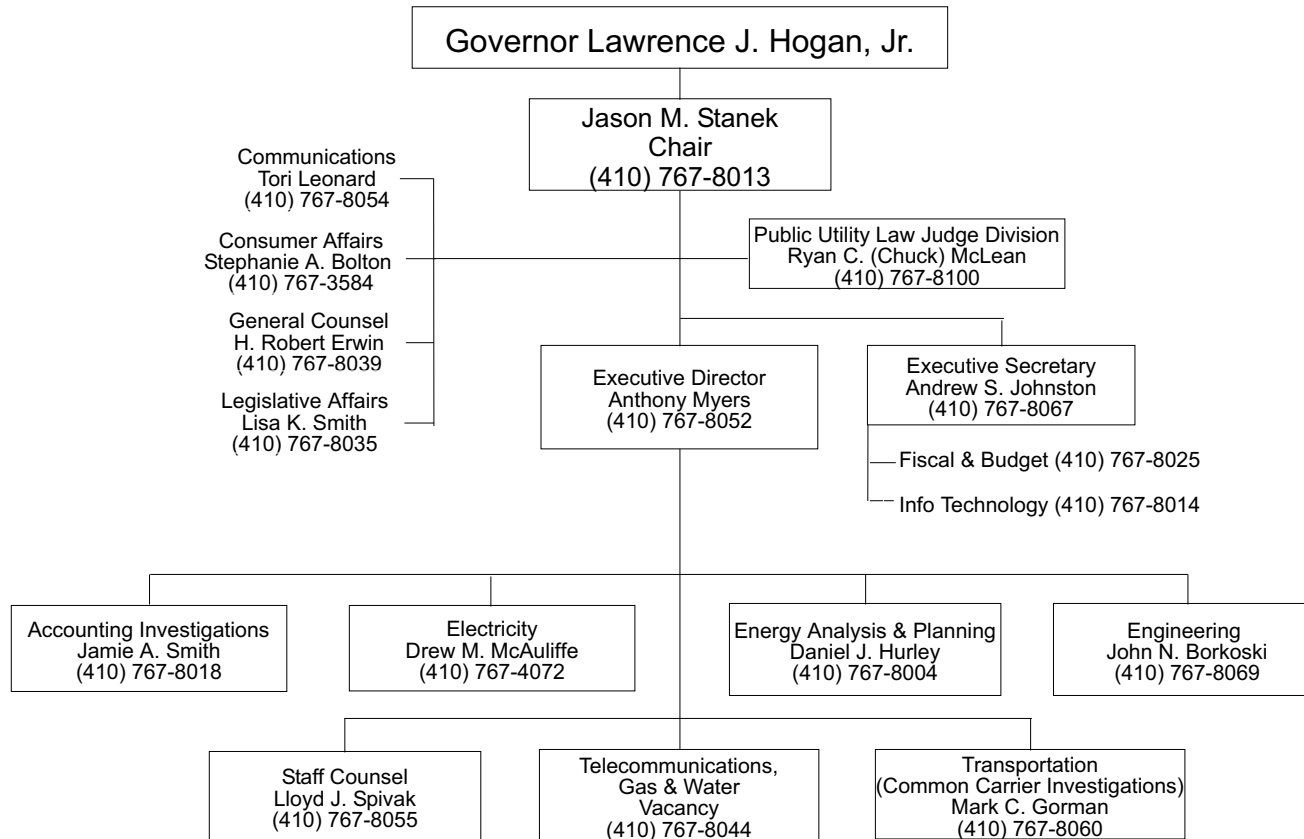 Governor Lawrence J. Hogan, Jr.
Jason M. Stanek
Chair
(410) 767-8013
Communications
Tori Leonard
(410) 767-8054
Consumer Affairs
Stephanie A. Bolton
(410) 767-3584
General Counsel
H. Robert Erwin
(410) 767-8039
Legislative Affairs
Lisa K. Smith
(410) 767-8035
Public Utility Law Judge Division
Ryan C. (Chuck) McLean
(410) 767-8100
Executive Director
Anthony Myers
(410) 767-8052
Executive Secretary
Andrew S. Johnston
(410) 767-8067
Fiscal & Budget (410) 767-8025
Info Technology (410) 767-8014
Accounting Investigations
Jamie A. Smith
(410) 767-8018
Electricity
Drew M. McAuliffe
(410) 767-4072
Energy Analysis & Planning
Daniel J. Hurley
(410) 767-8004
Engineering
John N. Borkoski
(410) 767-8069
Staff Counsel
Lloyd J. Spivak
(410) 767-8055
Telecommunications,
Gas & Water
Vacancy
(410) 767-8044
Transportation
(Common Carrier Investigations)
Mark C. Gorman
(410) 767-8060